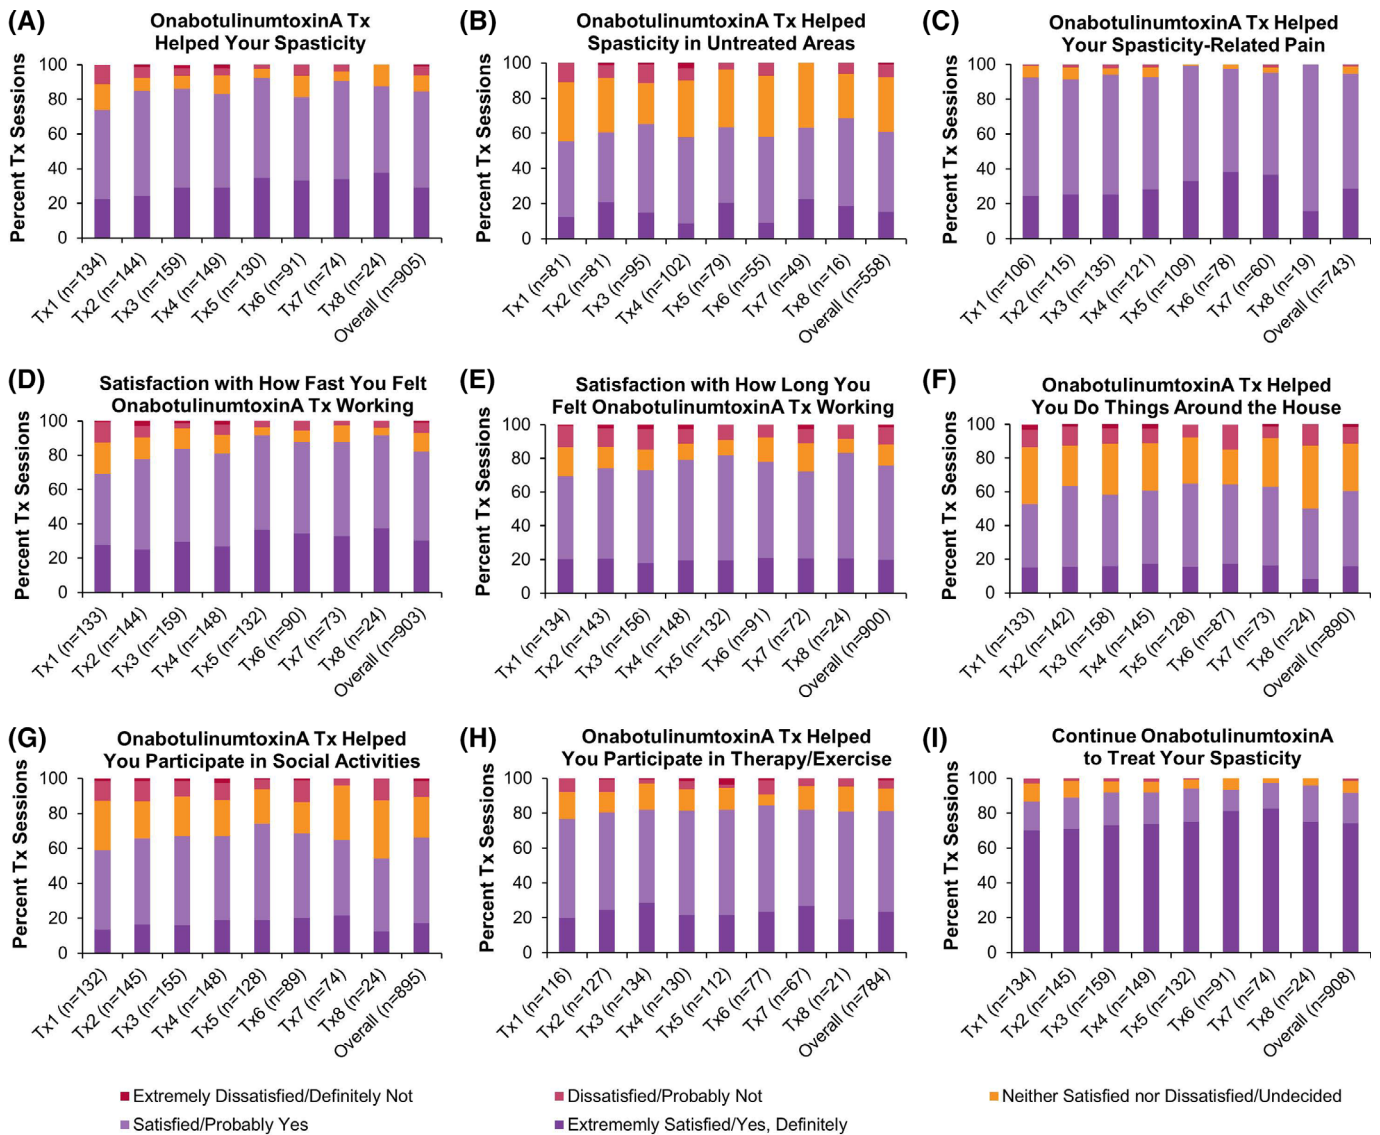 (A)
OnabotulinumtoxinA Tx
Helped Your Spasticity
Percent Tx Sessions
100
80
60
40
20
0
Tx1 (n=134)
Tx2 (n=144)
Tx3 (n=159)
Tx4 (n=149)
Tx5 (n=130)
Tx6 (n=91)
Tx7 (n=74)
Tx8 (n=24)
Overall (n=905)
(B)
OnabotulinumtoxinA Tx Helped
Spasticity in Untreated Areas
Percent Tx Sessions
100
80
60
40
20
0
Tx1 (n=81)
Tx2 (n=81)
Tx3 (n=95)
Tx4 (n=102)
Tx5 (n=79)
Tx6 (n=55)
Tx7 (n=49)
Tx8 (n=16)
Overall (n=558)
(C)
OnabotulinumtoxinA Tx Helped
Your Spasticity-Related Pain
Percent Tx Sessions
100
80
60
40
20
0
Tx1 (n=106)
Tx2 (n=115)
Tx3 (n=135)
Tx4 (n=121)
Tx5 (n=109)
Tx6 (n=78)
Tx7 (n=60)
Tx8 (n=19)
Overall (n=743)
(D)
Satisfaction with How Fast You Felt
OnabotulinumtoxinA Tx Working
Percent Tx Sessions
100
80
60
40
20
0
Tx1 (n=133)
Tx2 (n=144)
Tx3 (n=159)
Tx4 (n=148)
Tx5 (n=132)
Tx6 (n=90)
Tx7 (n=73)
Tx8 (n=24)
Overall (n=903)
(E)
Satisfaction with How Long You
Felt OnabotulinumtoxinA Tx Working
Percent Tx Sessions
100
80
60
40
20
0
Tx1 (n=134)
Tx2 (n=143)
Tx3 (n=156)
Tx4 (n=148)
Tx5 (n=132)
Tx6 (n=91)
Tx7 (n=72)
Tx8 (n=24)
Overall (n=900)
(F)
OnabotulinumtoxinA Tx Helped
You Do Things Around the House
Percent Tx Sessions
100
80
60
40
20
0
Tx1 (n=133)
Tx2 (n=142)
Tx3 (n=158)
Tx4 (n=145)
Tx5 (n=128)
Tx6 (n=87)
Tx7 (n=73)
Tx8 (n=24)
Overall (n=890)
(G)
OnabotulinumtoxinA Tx Helped
You Participate in Social Activities
Percent Tx Sessions
100
80
60
40
20
0
Tx1 (n=132)
Tx2 (n=145)
Tx3 (n=155)
Tx4 (n=148)
Tx5 (n=128)
Tx6 (n=89)
Tx7 (n=74)
Tx8 (n=24)
Overall (n=895)
(H)
OnabotulinumtoxinA Tx Helped
You Participate in Therapy/Exercise
Percent Tx Sessions
100
80
60
40
20
0
Tx1 (n=116)
Tx2 (n=127)
Tx3 (n=134)
Tx4 (n=130)
Tx5 (n=112)
Tx6 (n=77)
Tx7 (n=67)
Tx8 (n=21)
Overall (n=784)
(I)
Continue OnabotulinumtoxinA
to Treat Your Spasticity
Percent Tx Sessions
100
80
60
40
20
0
Tx1 (n=134)
Tx2 (n=145)
Tx3 (n=159)
Tx4 (n=149)
Tx5 (n=132)
Tx6 (n=91)
Tx7 (n=74)
Tx8 (n=24)
Overall (n=908)
Extremely Dissatisfied/Definitely Not
Dissatisfied/Probably Not
Neither Satisfied nor Dissatisfied/Undecided
Satisfied/Probably Yes
Extrememly Satisfied/Yes, Definitely